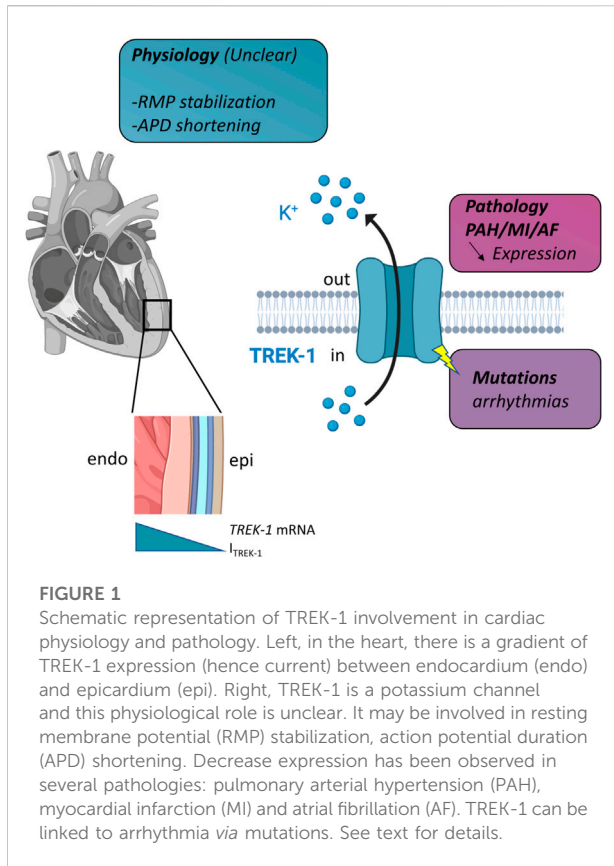 Physiology (Unclear)
-RMP stabilization
-APD shortening
K+
Pathology
PAH/MI/AF
↘ Expression
out
TREK-1
in
Mutations
arrhythmias
endo
epi
TREK-1 mRNA
I TREK-1
FIGURE 1
Schematic representation of TREK-1 involvement in cardiac
physiology and pathology. Left, in the heart, there is a gradient of
TREK-1 expression (hence current) between endocardium (endo)
and epicardium (epi). Right, TREK-1 is a potassium channel
and this physiological role is unclear. It may be involved in resting
membrane potential (RMP) stabilization, action potential duration
(APD) shortening. Decrease expression has been observed in
several pathologies: pulmonary arterial hypertension (PAH),
myocardial infarction (MI) and atrial fibrillation (AF). TREK-1 can be
linked to arrhythmia via mutations. See text for details.